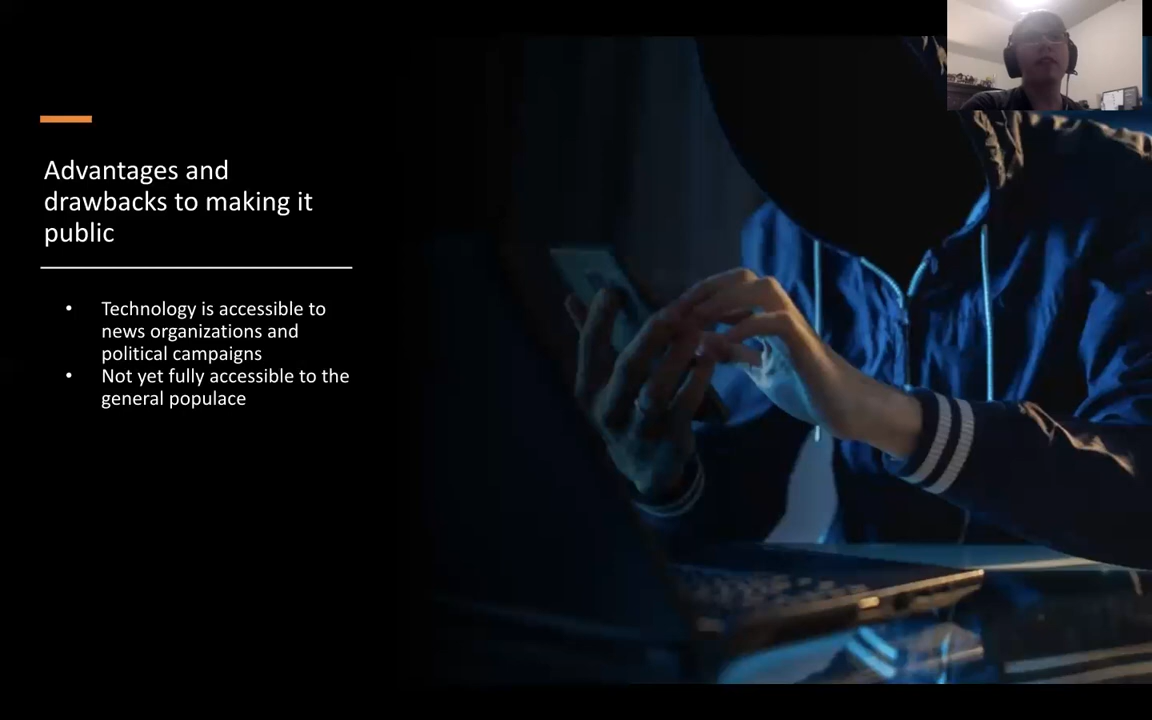 Advantages and
drawbacks to making it
public
• Technology is accessible to
news organizations and
political campaigns
• Not yet fully accessible to the
general populace